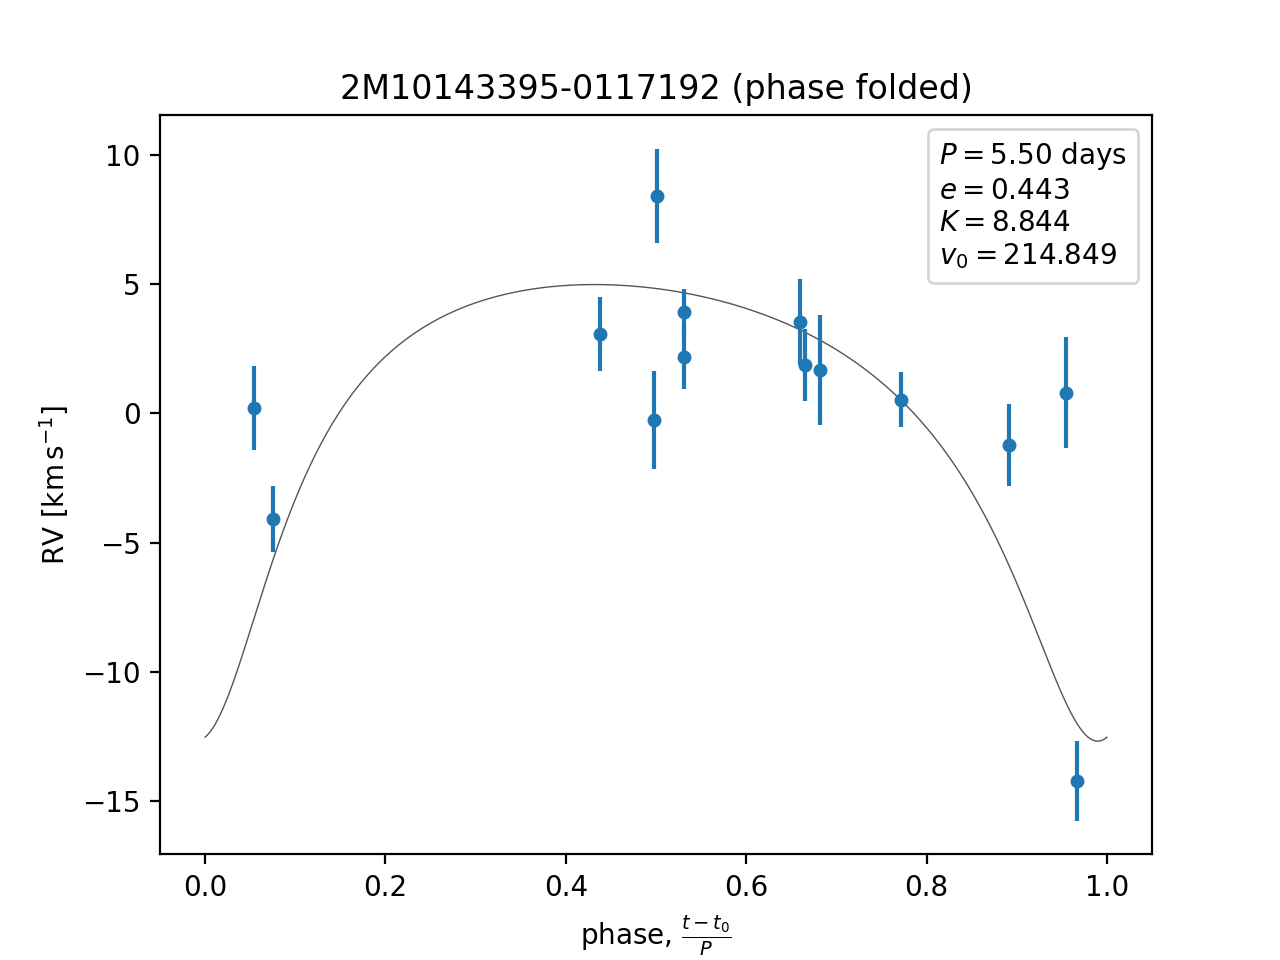 2M10143395-0117192 (phase folded)
P = 5.50 days
e = 0.443
K = 8.844
v₀ = 214.849
10
5
0
−5
−10
−15
RV [km s⁻¹]
0.0 0.2 0.4 0.6 0.8 1.0
phase, (t − t₀)/P